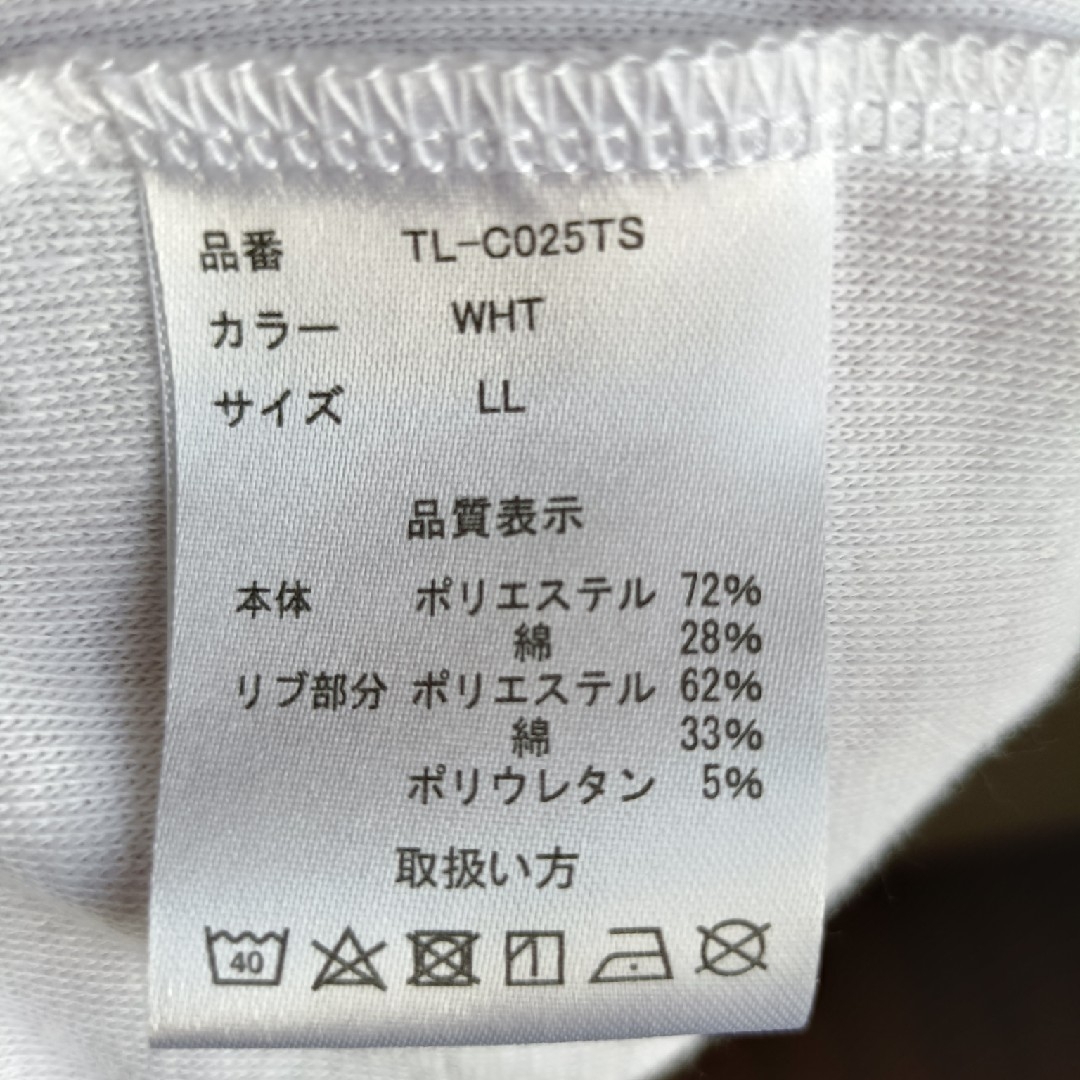 品番 TL-C025TS
カラー WHT
サイズ LL
品質表示
本体 ポリエステル 72%
綿 28%
リブ部分 ポリエステル 62%
綿 33%
ポリウレタン 5%
取扱い方
40